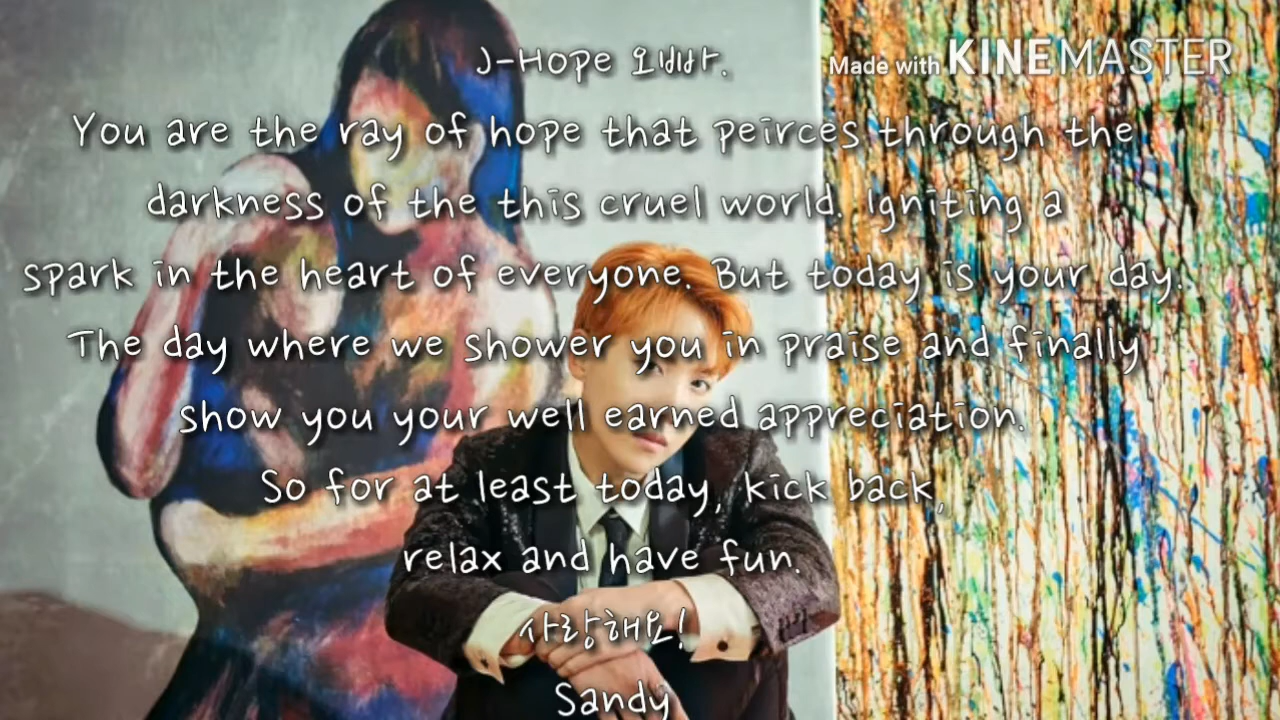 J-Hope 오빠.
Made with KINEMASTER
You are the ray of hope that peirces through the
darkness of the this cruel world. Igniting a
spark in the heart of everyone. But today is your day.
The day where we shower you in praise and finally
show you your well earned appreciation.
So for at least today, kick back,
relax and have fun.
사랑해요!
Sandy